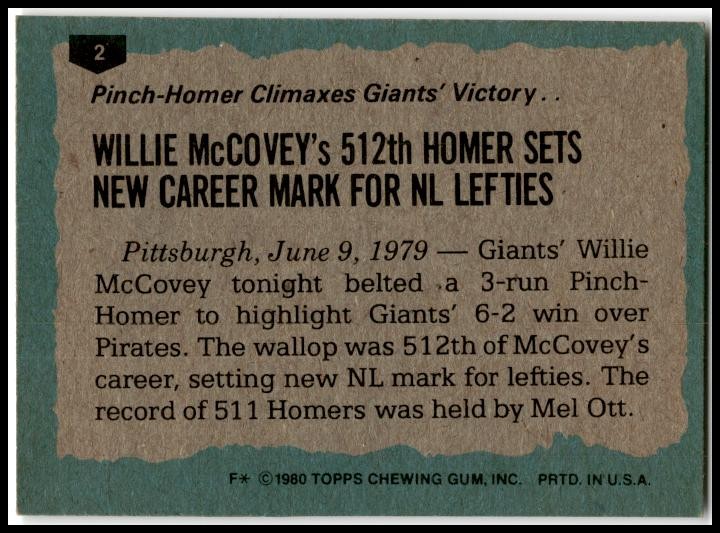 2
Pinch-Homer Climaxes Giants' Victory . .
WILLIE McCOVEY's 512th HOMER SETS
NEW CAREER MARK FOR NL LEFTIES
Pittsburgh, June 9, 1979 — Giants' Willie
McCovey tonight belted a 3-run Pinch-
Homer to highlight Giants' 6-2 win over
Pirates. The wallop was 512th of McCovey's
career, setting new NL mark for lefties. The
record of 511 Homers was held by Mel Ott.
F* ©1980 TOPPS CHEWING GUM, INC. PRTD. IN U.S.A.